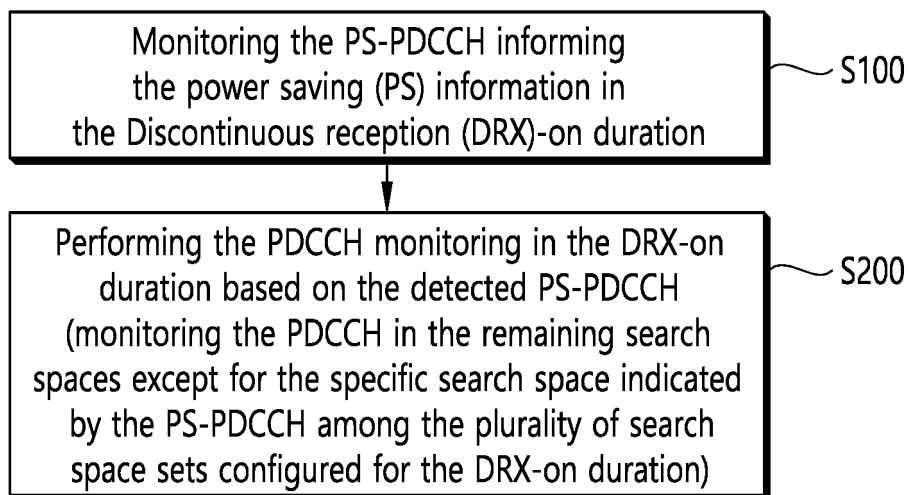 Monitoring the PS-PDCCH informing
the power saving (PS) information in
the Discontinuous reception (DRX)-on duration
S100
Performing the PDCCH monitoring in the DRX-on
duration based on the detected PS-PDCCH
(monitoring the PDCCH in the remaining search
spaces except for the specific search space indicated
by the PS-PDCCH among the plurality of search
space sets configured for the DRX-on duration)
S200